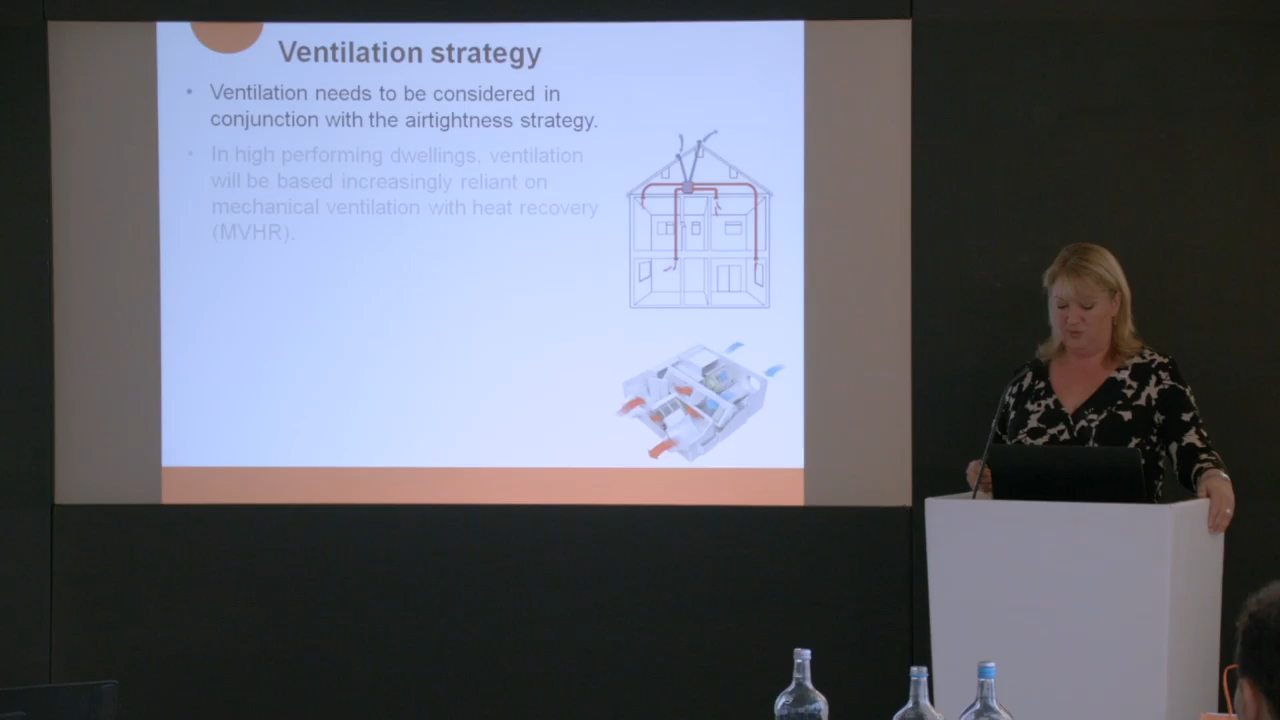 Ventilation strategy
• Ventilation needs to be considered in
conjunction with the airtightness strategy.
• In high performing dwellings, ventilation
will be based increasingly reliant on
mechanical ventilation with heat recovery
(MVHR).